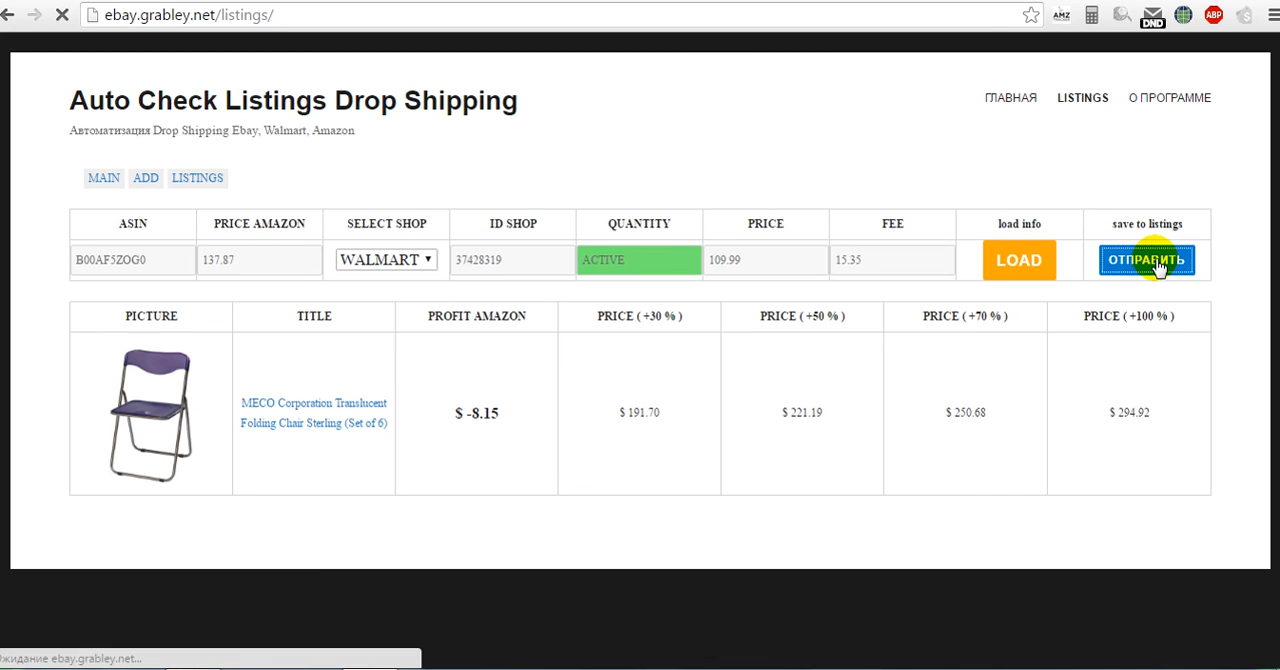 ebay.grabley.net/listings/
AMZ
DND
ABP
Auto Check Listings Drop Shipping
ГЛАВНАЯ LISTINGS О ПРОГРАММЕ
Автоматизация Drop Shipping Ebay, Walmart, Amazon
MAIN ADD LISTINGS
ASIN PRICE AMAZON SELECT SHOP ID SHOP QUANTITY PRICE FEE load info save to listings
B00AF5ZOG0 137.87 WALMART 37428319 ACTIVE 109.99 15.35 LOAD ОТПРАВИТЬ
PICTURE TITLE PROFIT AMAZON PRICE ( +30 % ) PRICE ( +50 % ) PRICE ( +70 % ) PRICE ( +100 % )
MECO Corporation Translucent
Folding Chair Sterling (Set of 6)
$ -8.15 $ 191.70 $ 221.19 $ 250.68 $ 294.92
Ожидание ebay.grabley.net...